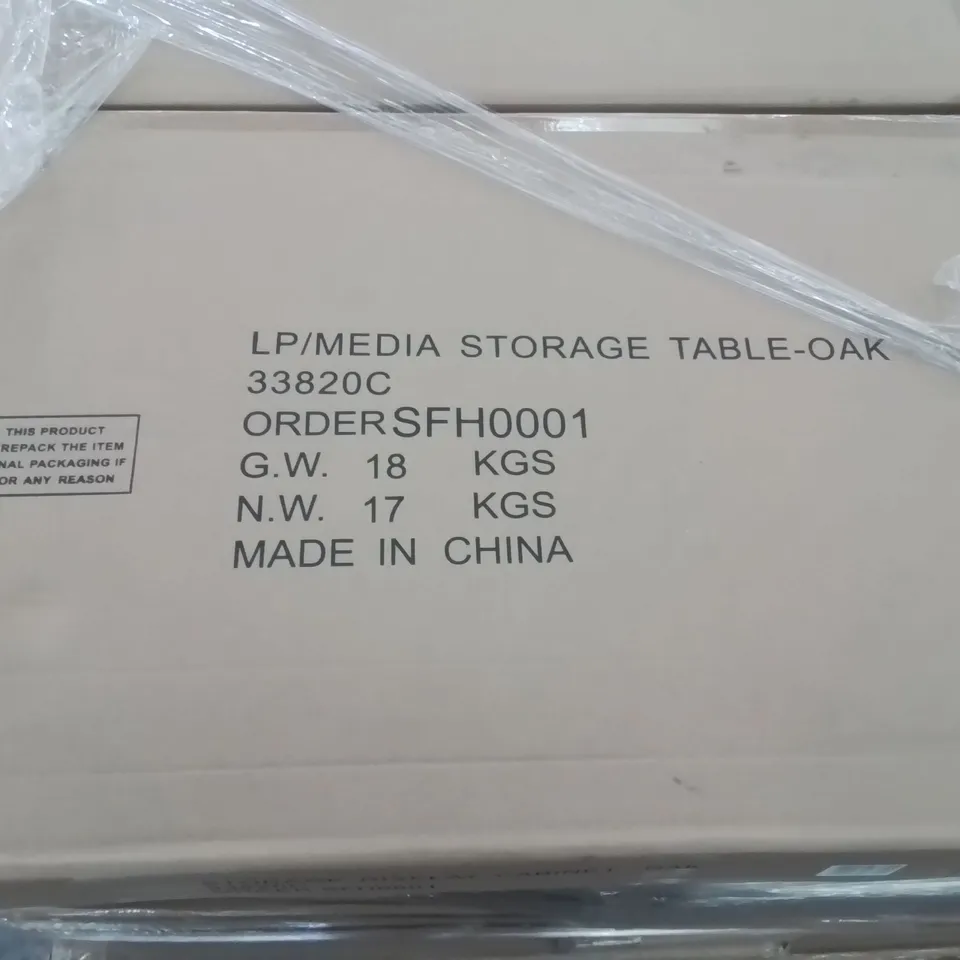 LP/MEDIA STORAGE TABLE-OAK
33820C
ORDER SFH0001
G.W. 18 KGS
N.W. 17 KGS
MADE IN CHINA
THIS PRODUCT
REPACK THE ITEM
NAL PACKAGING IF
OR ANY REASON